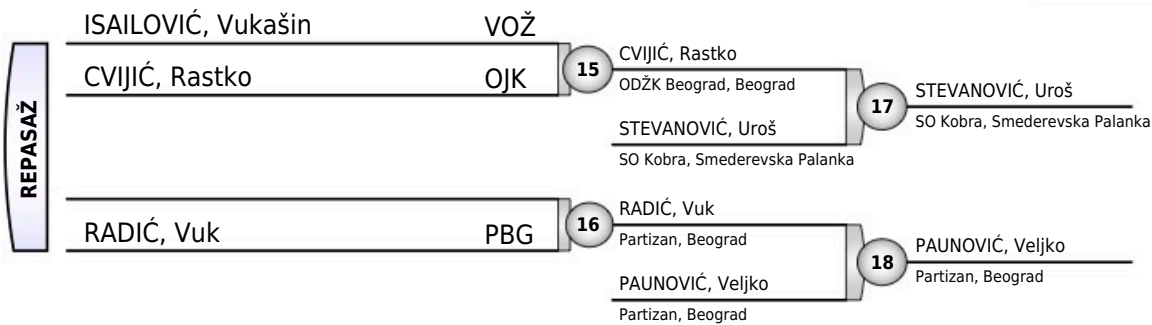 REPASAŽ
ISAILOVIĆ, Vukašin VOŽ
CVIJIĆ, Rastko OJK
15
CVIJIĆ, Rastko
ODŽK Beograd, Beograd
STEVANOVIĆ, Uroš
SO Kobra, Smederevska Palanka
17
STEVANOVIĆ, Uroš
SO Kobra, Smederevska Palanka
RADIĆ, Vuk PBG
16
RADIĆ, Vuk
Partizan, Beograd
PAUNOVIĆ, Veljko
Partizan, Beograd
18
PAUNOVIĆ, Veljko
Partizan, Beograd